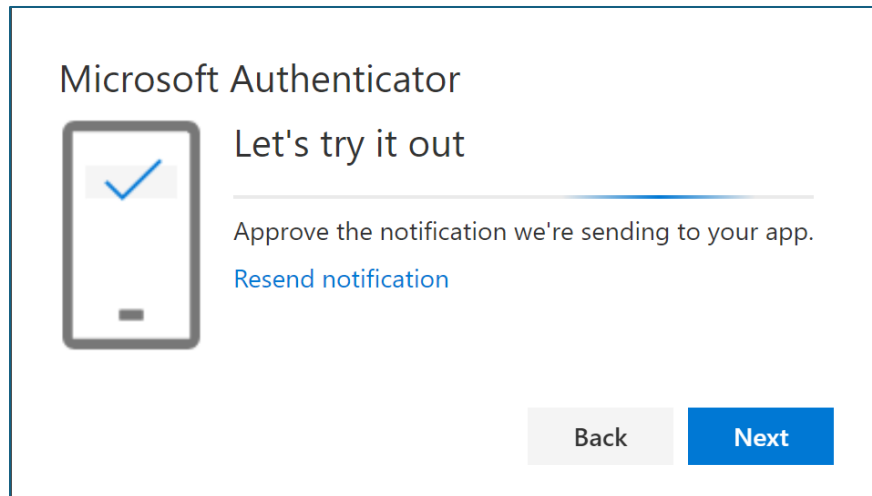 Microsoft Authenticator
Let's try it out
Approve the notification we're sending to your app.
Resend notification
Back
Next